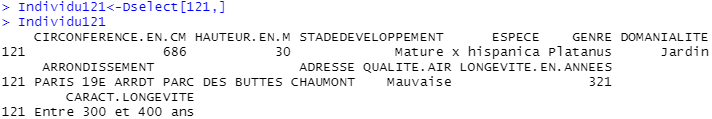 > Individu121<-Dselect[121,]
> Individu121
CIRCONFERENCE.EN.CM HAUTEUR.EN.M STADEDEVELOPPEMENT ESPECE GENRE DOMANIALITE
121 686 30 Mature x hispanica Platanus Jardin
ARRONDISSEMENT ADRESSE QUALITE.AIR LONGEVITE.EN.ANNEES
121 PARIS 19E ARRDT PARC DES BUTTES CHAUMONT Mauvaise 321
CARACT.LONGEVITE
121 Entre 300 et 400 ans